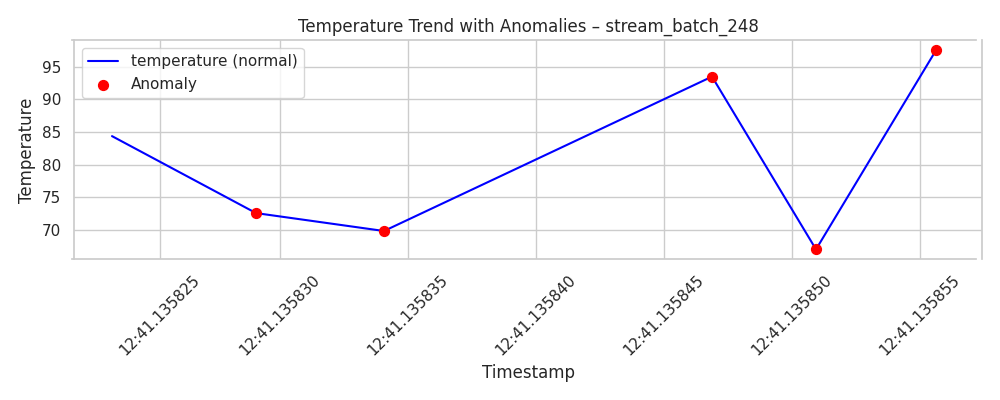 Temperature Trend with Anomalies – stream_batch_248
temperature (normal)
Anomaly
Temperature
95
90
85
80
75
70
12:41.135825
12:41.135830
12:41.135835
12:41.135840
12:41.135845
12:41.135850
12:41.135855
Timestamp